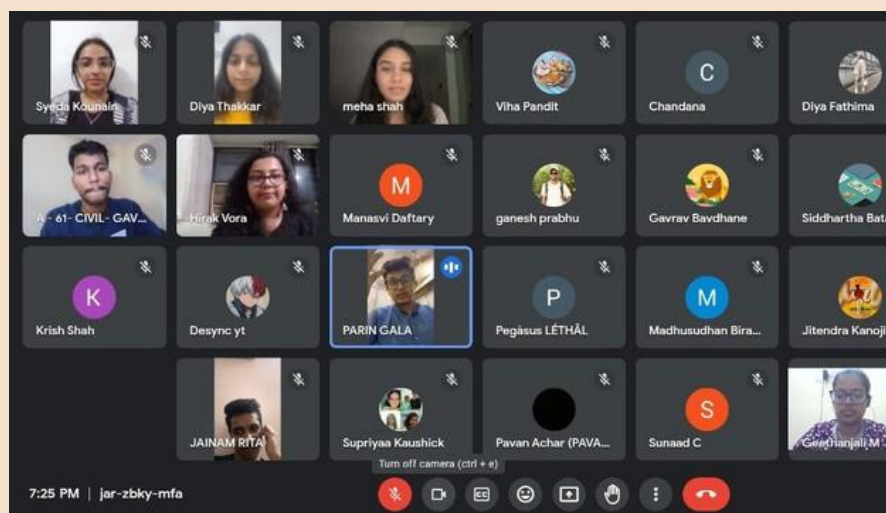 Syeda Kounain
Diya Thakkar
meha shah
Viha Pandit
C
Chandana
Diya Fathima
A - 61- CIVIL- GAV...
Hirak Vora
M
Manasvi Daftary
ganesh prabhu
Gavrav Bavdhane
Siddhartha Bat
K
Krish Shah
Desync yt
PARIN GALA
P
Pegàsus LÉTHÂL
M
Madhusudhan Bira...
Jitendra Kanoji
JAINAM RITA
Supriyaa Kaushick
Pavan Achar (PAVA...
S
Sunaad C
Geethanjali M
Turn off camera (ctrl + e)
7:25 PM | jar-zbky-mfa
CC